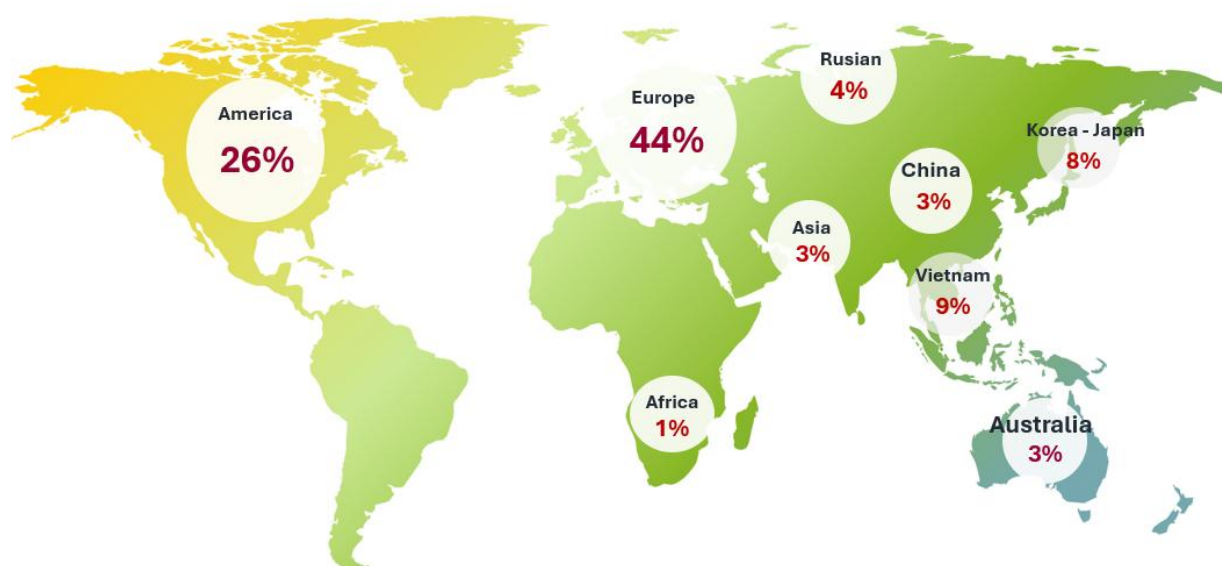 America
26%
Europe
44%
Rusian
4%
Korea - Japan
8%
China
3%
Asia
3%
Vietnam
9%
Africa
1%
Australia
3%